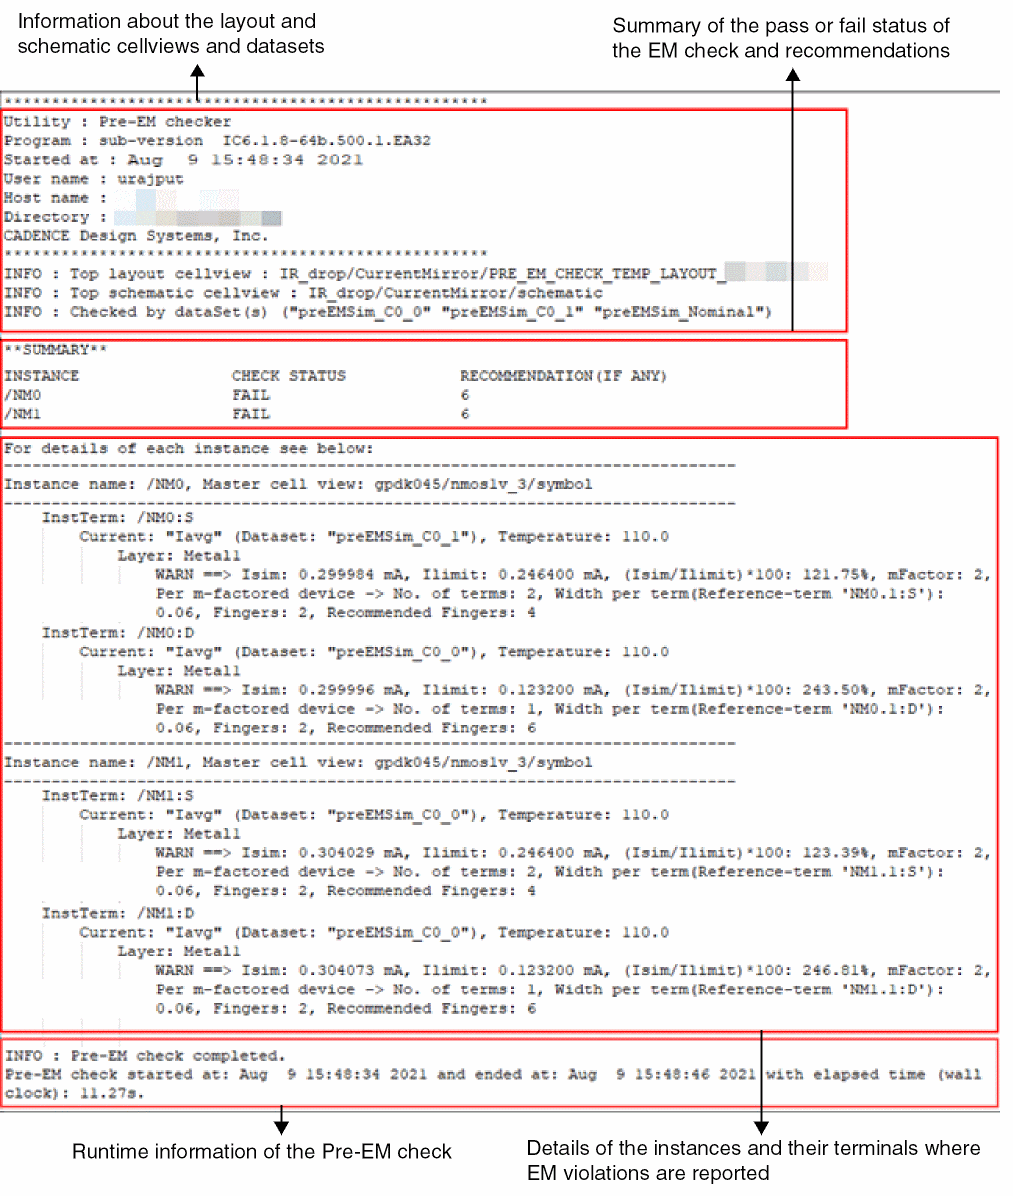 Information about the layout and
schematic cellviews and datasets
Summary of the pass or fail status of
the EM check and recommendations
***************************************************
Utility : Pre-EM checker
Program : sub-version  IC6.1.8-64b.500.1.EA32
Started at : Aug  9 15:48:34 2021
User name : urajput
Host name :
Directory :
CADENCE Design Systems, Inc.
***************************************************
INFO : Top layout cellview : IR_drop/CurrentMirror/PRE_EM_CHECK_TEMP_LAYOUT_
INFO : Top schematic cellview : IR_drop/CurrentMirror/schematic
INFO : Checked by dataSet(s) ("preEMSim_C0_0" "preEMSim_C0_1" "preEMSim_Nominal")
**SUMMARY**
INSTANCE CHECK STATUS RECOMMENDATION(IF ANY)
/NM0 FAIL 6
/NM1 FAIL 6
For details of each instance see below:
-----------------------------------------------------------------------------
Instance name: /NM0, Master cell view: gpdk045/nmoslv_3/symbol
-----------------------------------------------------------------------------
InstTerm: /NM0:S
Current: "Iavg" (Dataset: "preEMSim_C0_1"), Temperature: 110.0
Layer: Metal1
WARN ==> Isim: 0.299984 mA, Ilimit: 0.246400 mA, (Isim/Ilimit)*100: 121.75%, mFactor: 2,
Per m-factored device -> No. of terms: 2, Width per term(Reference-term 'NM0.1:S'):
0.06, Fingers: 2, Recommended Fingers: 4
InstTerm: /NM0:D
Current: "Iavg" (Dataset: "preEMSim_C0_0"), Temperature: 110.0
Layer: Metal1
WARN ==> Isim: 0.299996 mA, Ilimit: 0.123200 mA, (Isim/Ilimit)*100: 243.50%, mFactor: 2,
Per m-factored device -> No. of terms: 1, Width per term(Reference-term 'NM0.1:D'):
0.06, Fingers: 2, Recommended Fingers: 6
-----------------------------------------------------------------------------
Instance name: /NM1, Master cell view: gpdk045/nmoslv_3/symbol
-----------------------------------------------------------------------------
InstTerm: /NM1:S
Current: "Iavg" (Dataset: "preEMSim_C0_0"), Temperature: 110.0
Layer: Metal1
WARN ==> Isim: 0.304029 mA, Ilimit: 0.246400 mA, (Isim/Ilimit)*100: 123.39%, mFactor: 2,
Per m-factored device -> No. of terms: 2, Width per term(Reference-term 'NM1.1:S'):
0.06, Fingers: 2, Recommended Fingers: 4
InstTerm: /NM1:D
Current: "Iavg" (Dataset: "preEMSim_C0_0"), Temperature: 110.0
Layer: Metal1
WARN ==> Isim: 0.304073 mA, Ilimit: 0.123200 mA, (Isim/Ilimit)*100: 246.81%, mFactor: 2,
Per m-factored device -> No. of terms: 1, Width per term(Reference-term 'NM1.1:D'):
0.06, Fingers: 2, Recommended Fingers: 6
INFO : Pre-EM check completed.
Pre-EM check started at: Aug  9 15:48:34 2021 and ended at: Aug  9 15:48:46 2021 with elapsed time (wall
clock): 11.27s.
Runtime information of the Pre-EM check
Details of the instances and their terminals where
EM violations are reported